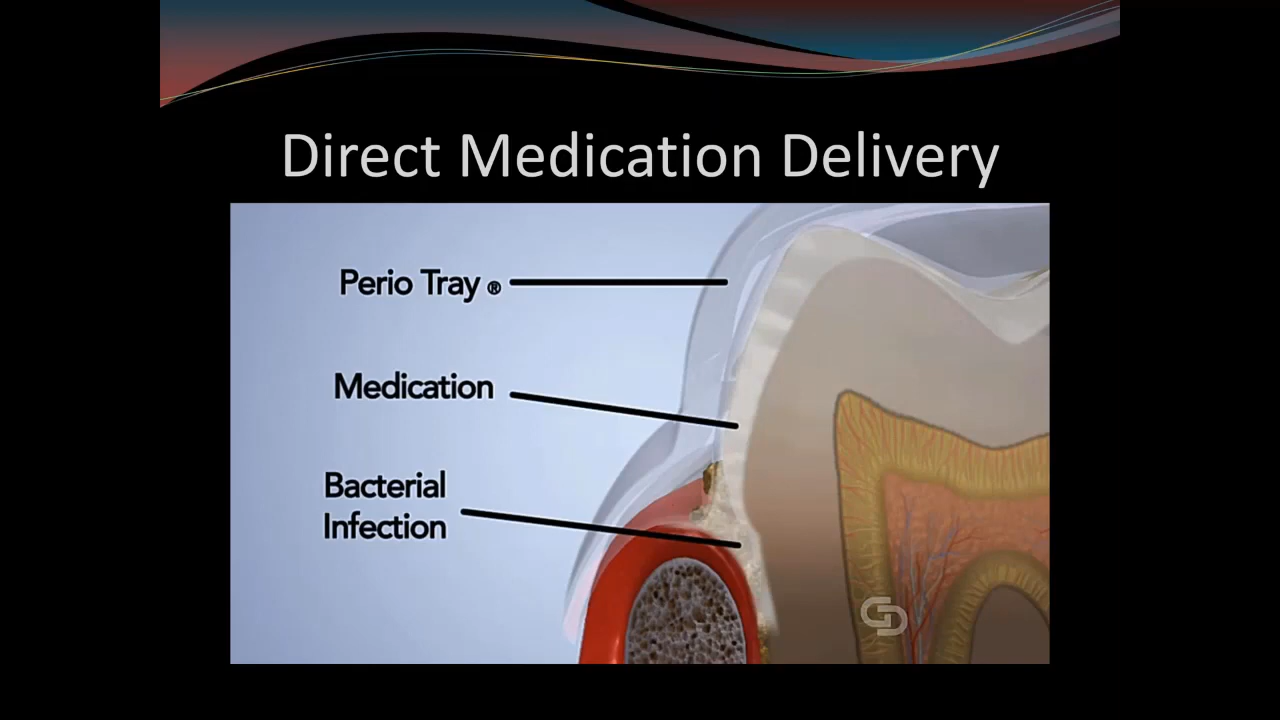 Direct Medication Delivery
Perio Tray ®
Medication
Bacterial
Infection